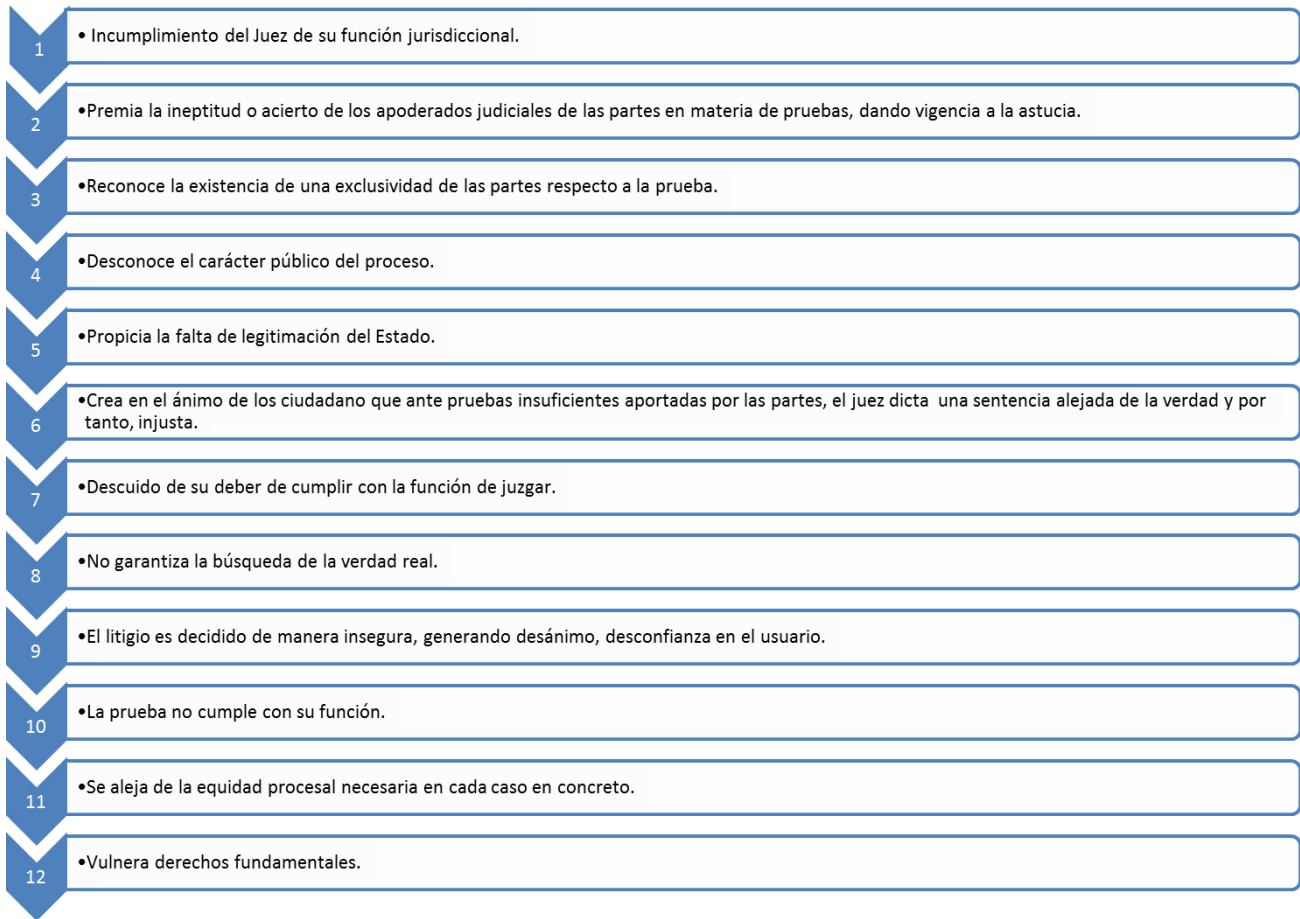 1
• Incumplimiento del Juez de su función jurisdiccional.
2
•Premia la ineptitud o acierto de los apoderados judiciales de las partes en materia de pruebas, dando vigencia a la astucia.
3
•Reconoce la existencia de una exclusividad de las partes respecto a la prueba.
4
•Desconoce el carácter público del proceso.
5
•Propicia la falta de legitimación del Estado.
6
•Crea en el ánimo de los ciudadano que ante pruebas insuficientes aportadas por las partes, el juez dicta una sentencia alejada de la verdad y por
tanto, injusta.
7
•Descuido de su deber de cumplir con la función de juzgar.
8
•No garantiza la búsqueda de la verdad real.
9
•El litigio es decidido de manera insegura, generando desánimo, desconfianza en el usuario.
10
•La prueba no cumple con su función.
11
•Se aleja de la equidad procesal necesaria en cada caso en concreto.
12
•Vulnera derechos fundamentales.